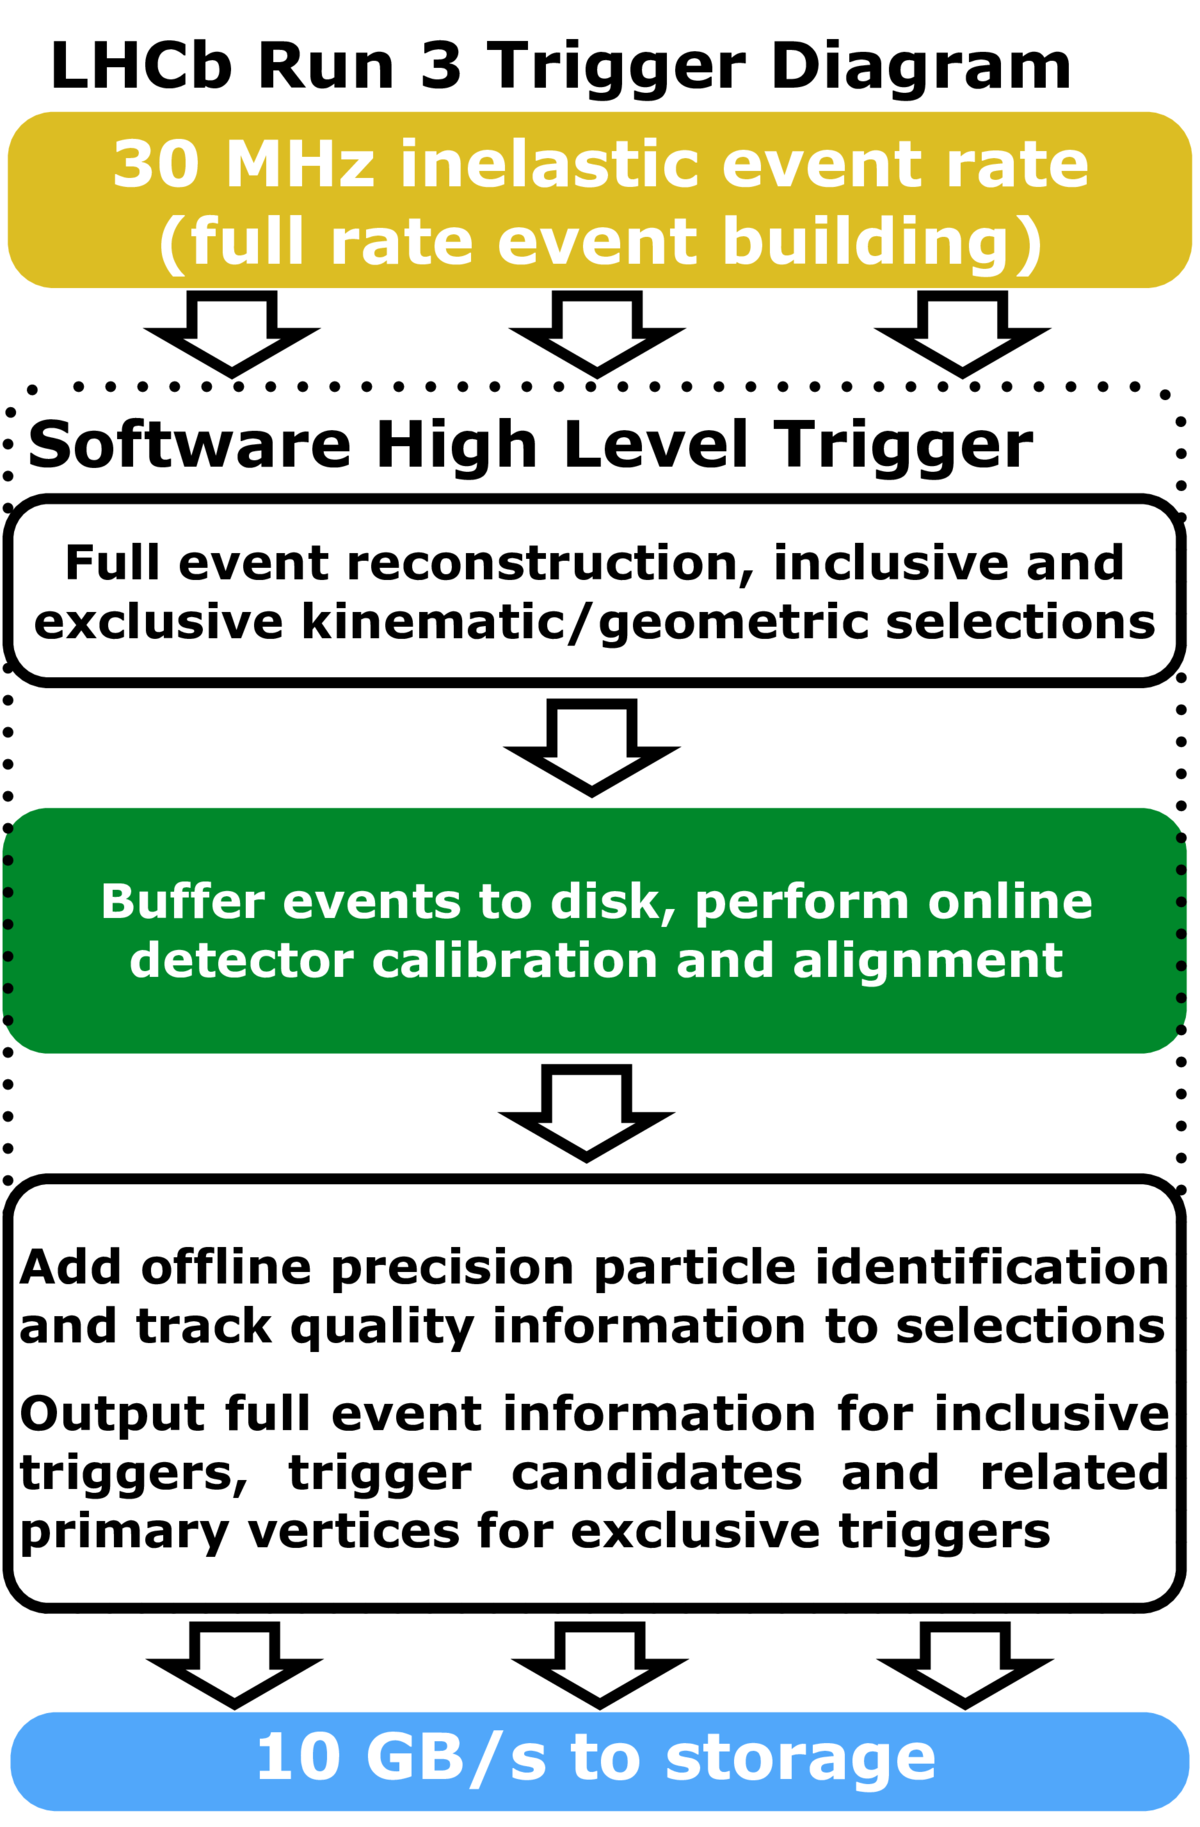 LHCb Run 3 Trigger Diagram
30 MHz inelastic event rate
(full rate event building)
Software High Level Trigger
Full event reconstruction, inclusive and
exclusive kinematic/geometric selections
Buffer events to disk, perform online
detector calibration and alignment
Add offline precision particle identification
and track quality information to selections
Output full event information for inclusive
triggers, trigger candidates and related
primary vertices for exclusive triggers
10 GB/s to storage